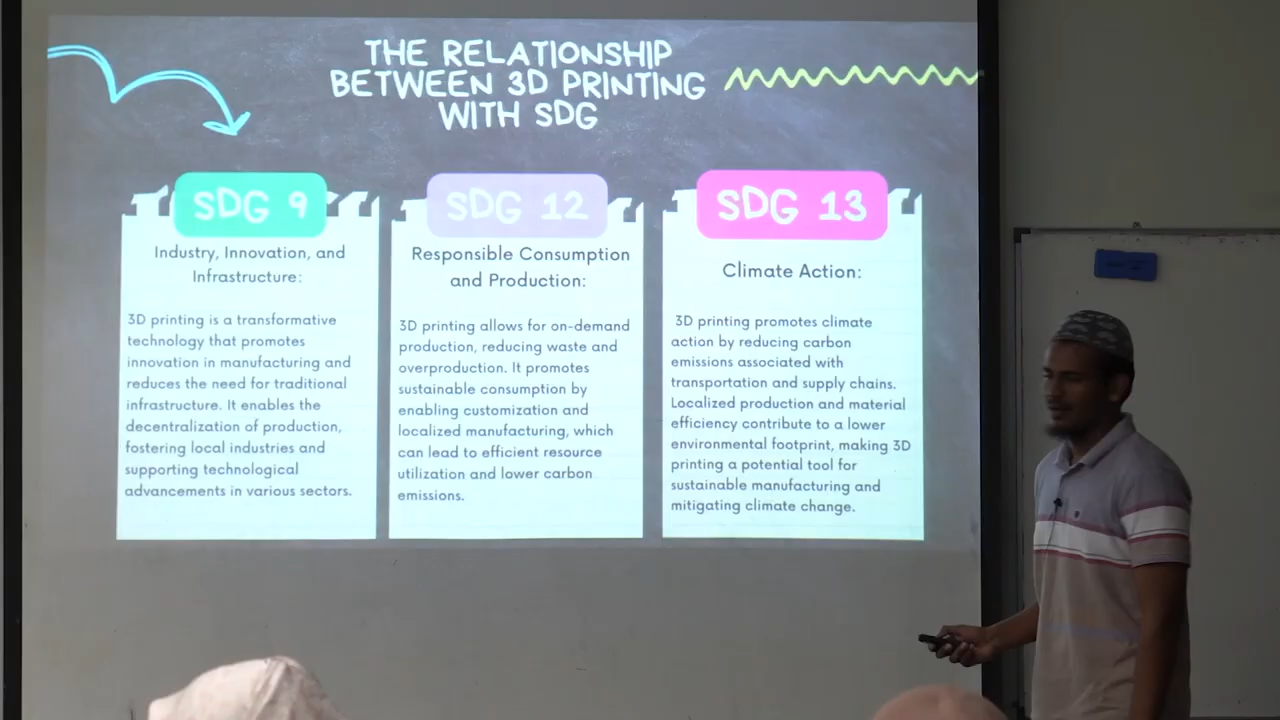 THE RELATIONSHIP
BETWEEN 3D PRINTING
WITH SDG
SDG 9
Industry, Innovation, and
Infrastructure:
3D printing is a transformative
technology that promotes
innovation in manufacturing and
reduces the need for traditional
infrastructure. It enables the
decentralization of production,
fostering local industries and
supporting technological
advancements in various sectors.
SDG 12
Responsible Consumption
and Production:
3D printing allows for on-demand
production, reducing waste and
overproduction. It promotes
sustainable consumption by
enabling customization and
localized manufacturing, which
can lead to efficient resource
utilization and lower carbon
emissions.
SDG 13
Climate Action:
3D printing promotes climate
action by reducing carbon
emissions associated with
transportation and supply chains.
Localized production and material
efficiency contribute to a lower
environmental footprint, making 3D
printing a potential tool for
sustainable manufacturing and
mitigating climate change.